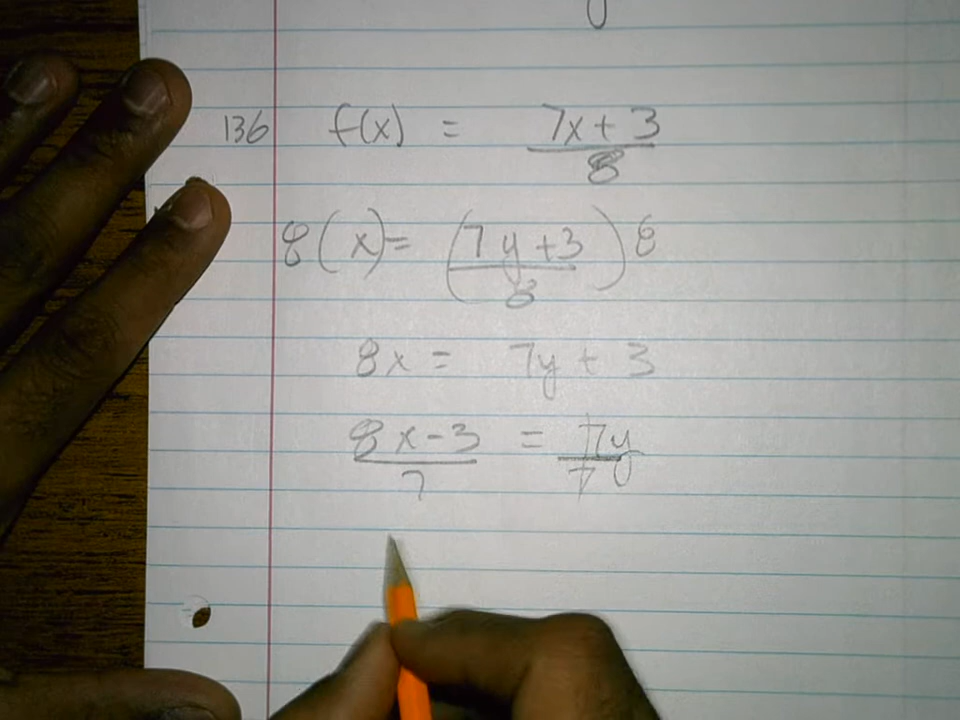 136 f(x) = 7x + 3 / 8
8(x) = (7y + 3 / 8) 8
8x = 7y + 3
8x - 3 / 7 = 7y / 7